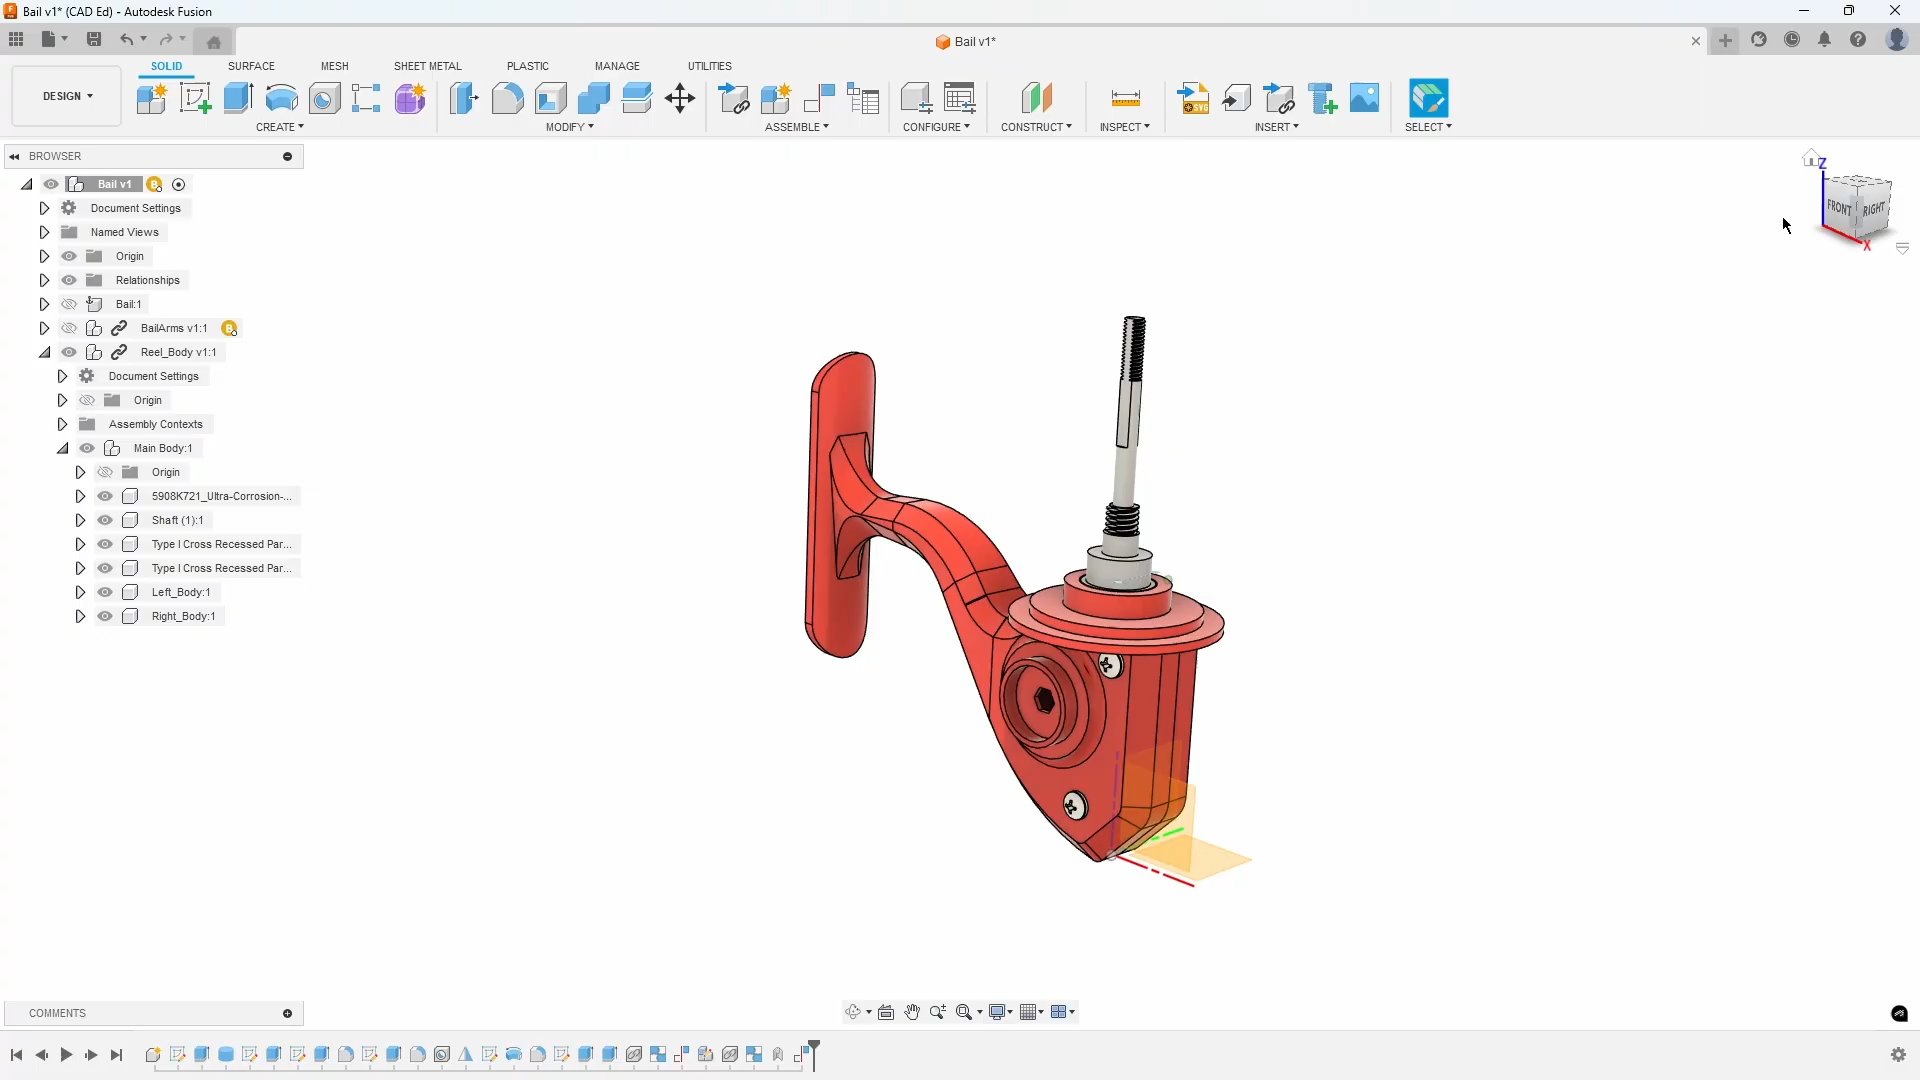 Bail v1* (CAD Ed) - Autodesk Fusion
Bail v1*
DESIGN
SOLID
SURFACE
MESH
SHEET METAL
PLASTIC
MANAGE
UTILITIES
CREATE
MODIFY
ASSEMBLE
CONFIGURE
CONSTRUCT
INSPECT
SVG
INSERT
SELECT
BROWSER
Bail v1
Document Settings
Named Views
Origin
Relationships
Bail:1
BailArms v1:1
Reel_Body v1:1
Document Settings
Origin
Assembly Contexts
Main Body:1
Origin
5908K721_Ultra-Corrosion-...
Shaft (1):1
Type I Cross Recessed Par...
Type I Cross Recessed Par...
Left_Body:1
Right_Body:1
Z
FRONT
RIGHT
X
COMMENTS